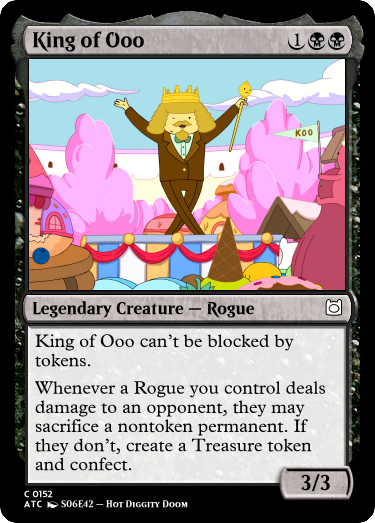 King of Ooo 1
KOO
Legendary Creature — Rogue
King of Ooo can't be blocked by
tokens.
Whenever a Rogue you control deals
damage to an opponent, they may
sacrifice a nontoken permanent. If
they don't, create a Treasure token
and confect.
3/3
C 0152
ATC S06E42 – Hot Diggity Doom